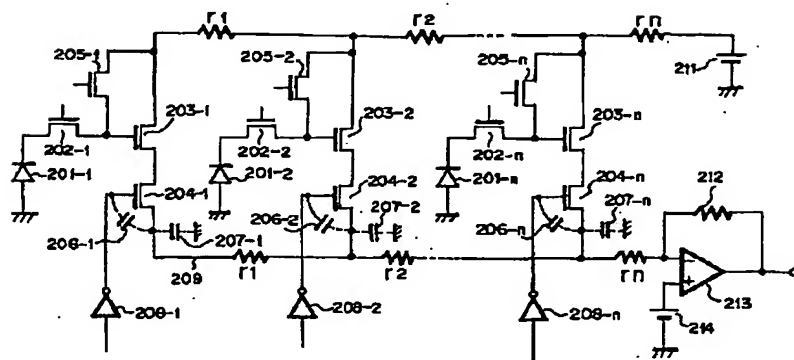 r1 r2 rn
205-1 205-2 205-n 211
203-1 203-2 203-n
202-1 202-2 202-n
201-1 204-1 201-2 204-2 201-n 204-n 212
206-1 207-1 206-2 207-2 206-n 207-n
209 r1 r2 rn 213
208-1 208-2 208-n 214
- +